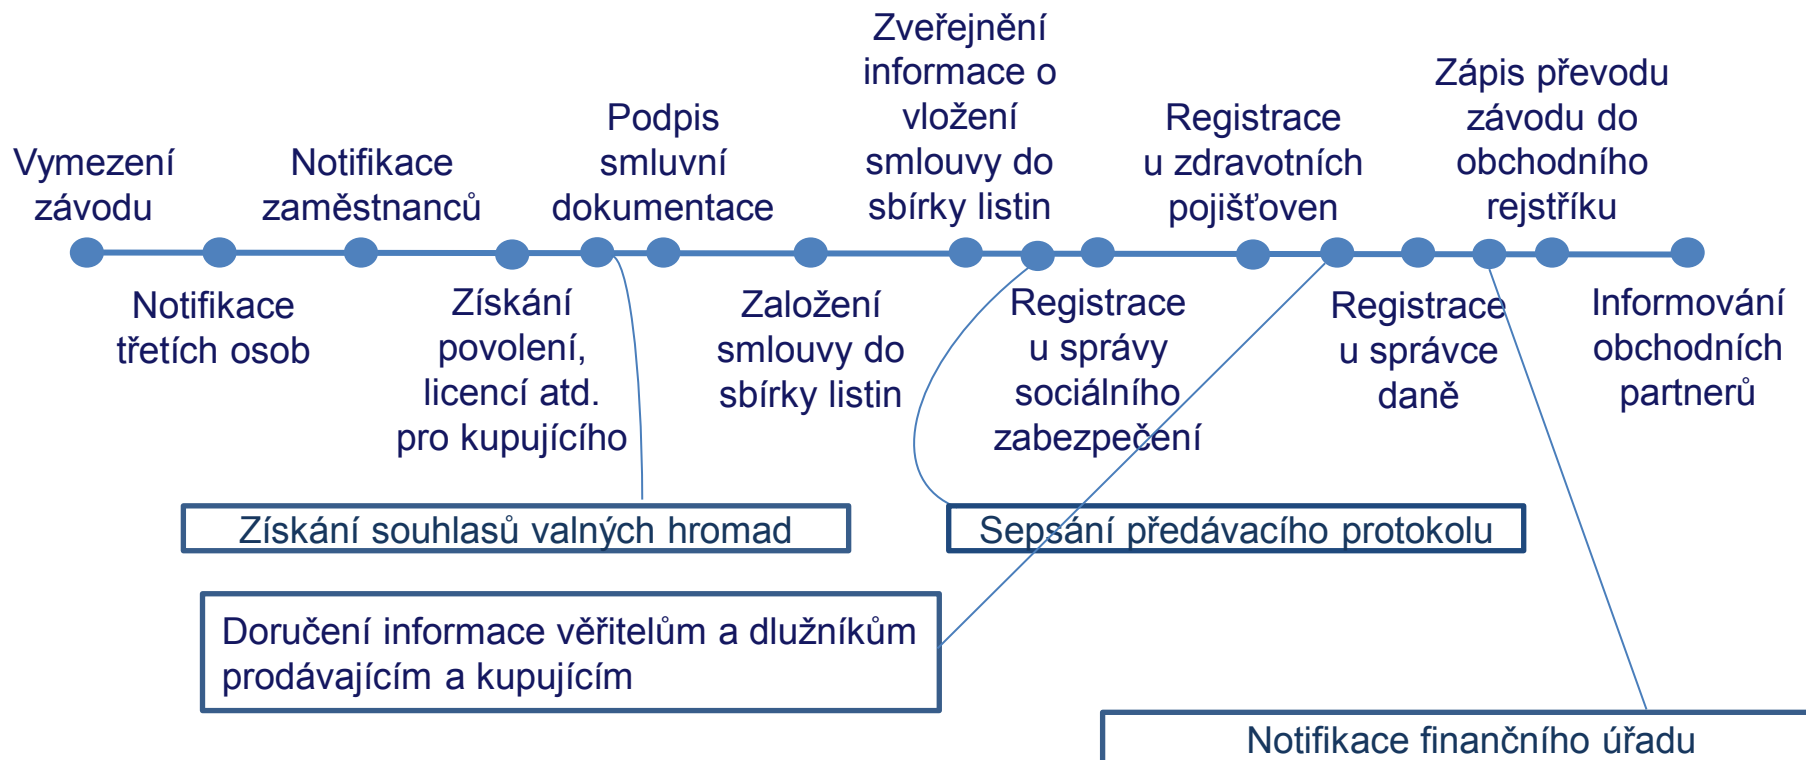 Vymezení
závodu
Notifikace
třetích osob
Notifikace
zaměstnanců
Získání
povolení,
licencí atd.
pro kupujícího
Podpis
smluvní
dokumentace
Založení
smlouvy do
sbírky listin
Zveřejnění
informace o
vložení
smlouvy do
sbírky listin
Registrace
u správy
sociálního
zabezpečení
Registrace
u zdravotních
pojišťoven
Registrace
u správce
daně
Zápis převodu
závodu do
obchodního
rejstříku
Informování
obchodních
partnerů
Získání souhlasů valných hromad
Sepsání předávacího protokolu
Doručení informace věřitelům a dlužníkům
prodávajícím a kupujícím
Notifikace finančního úřadu